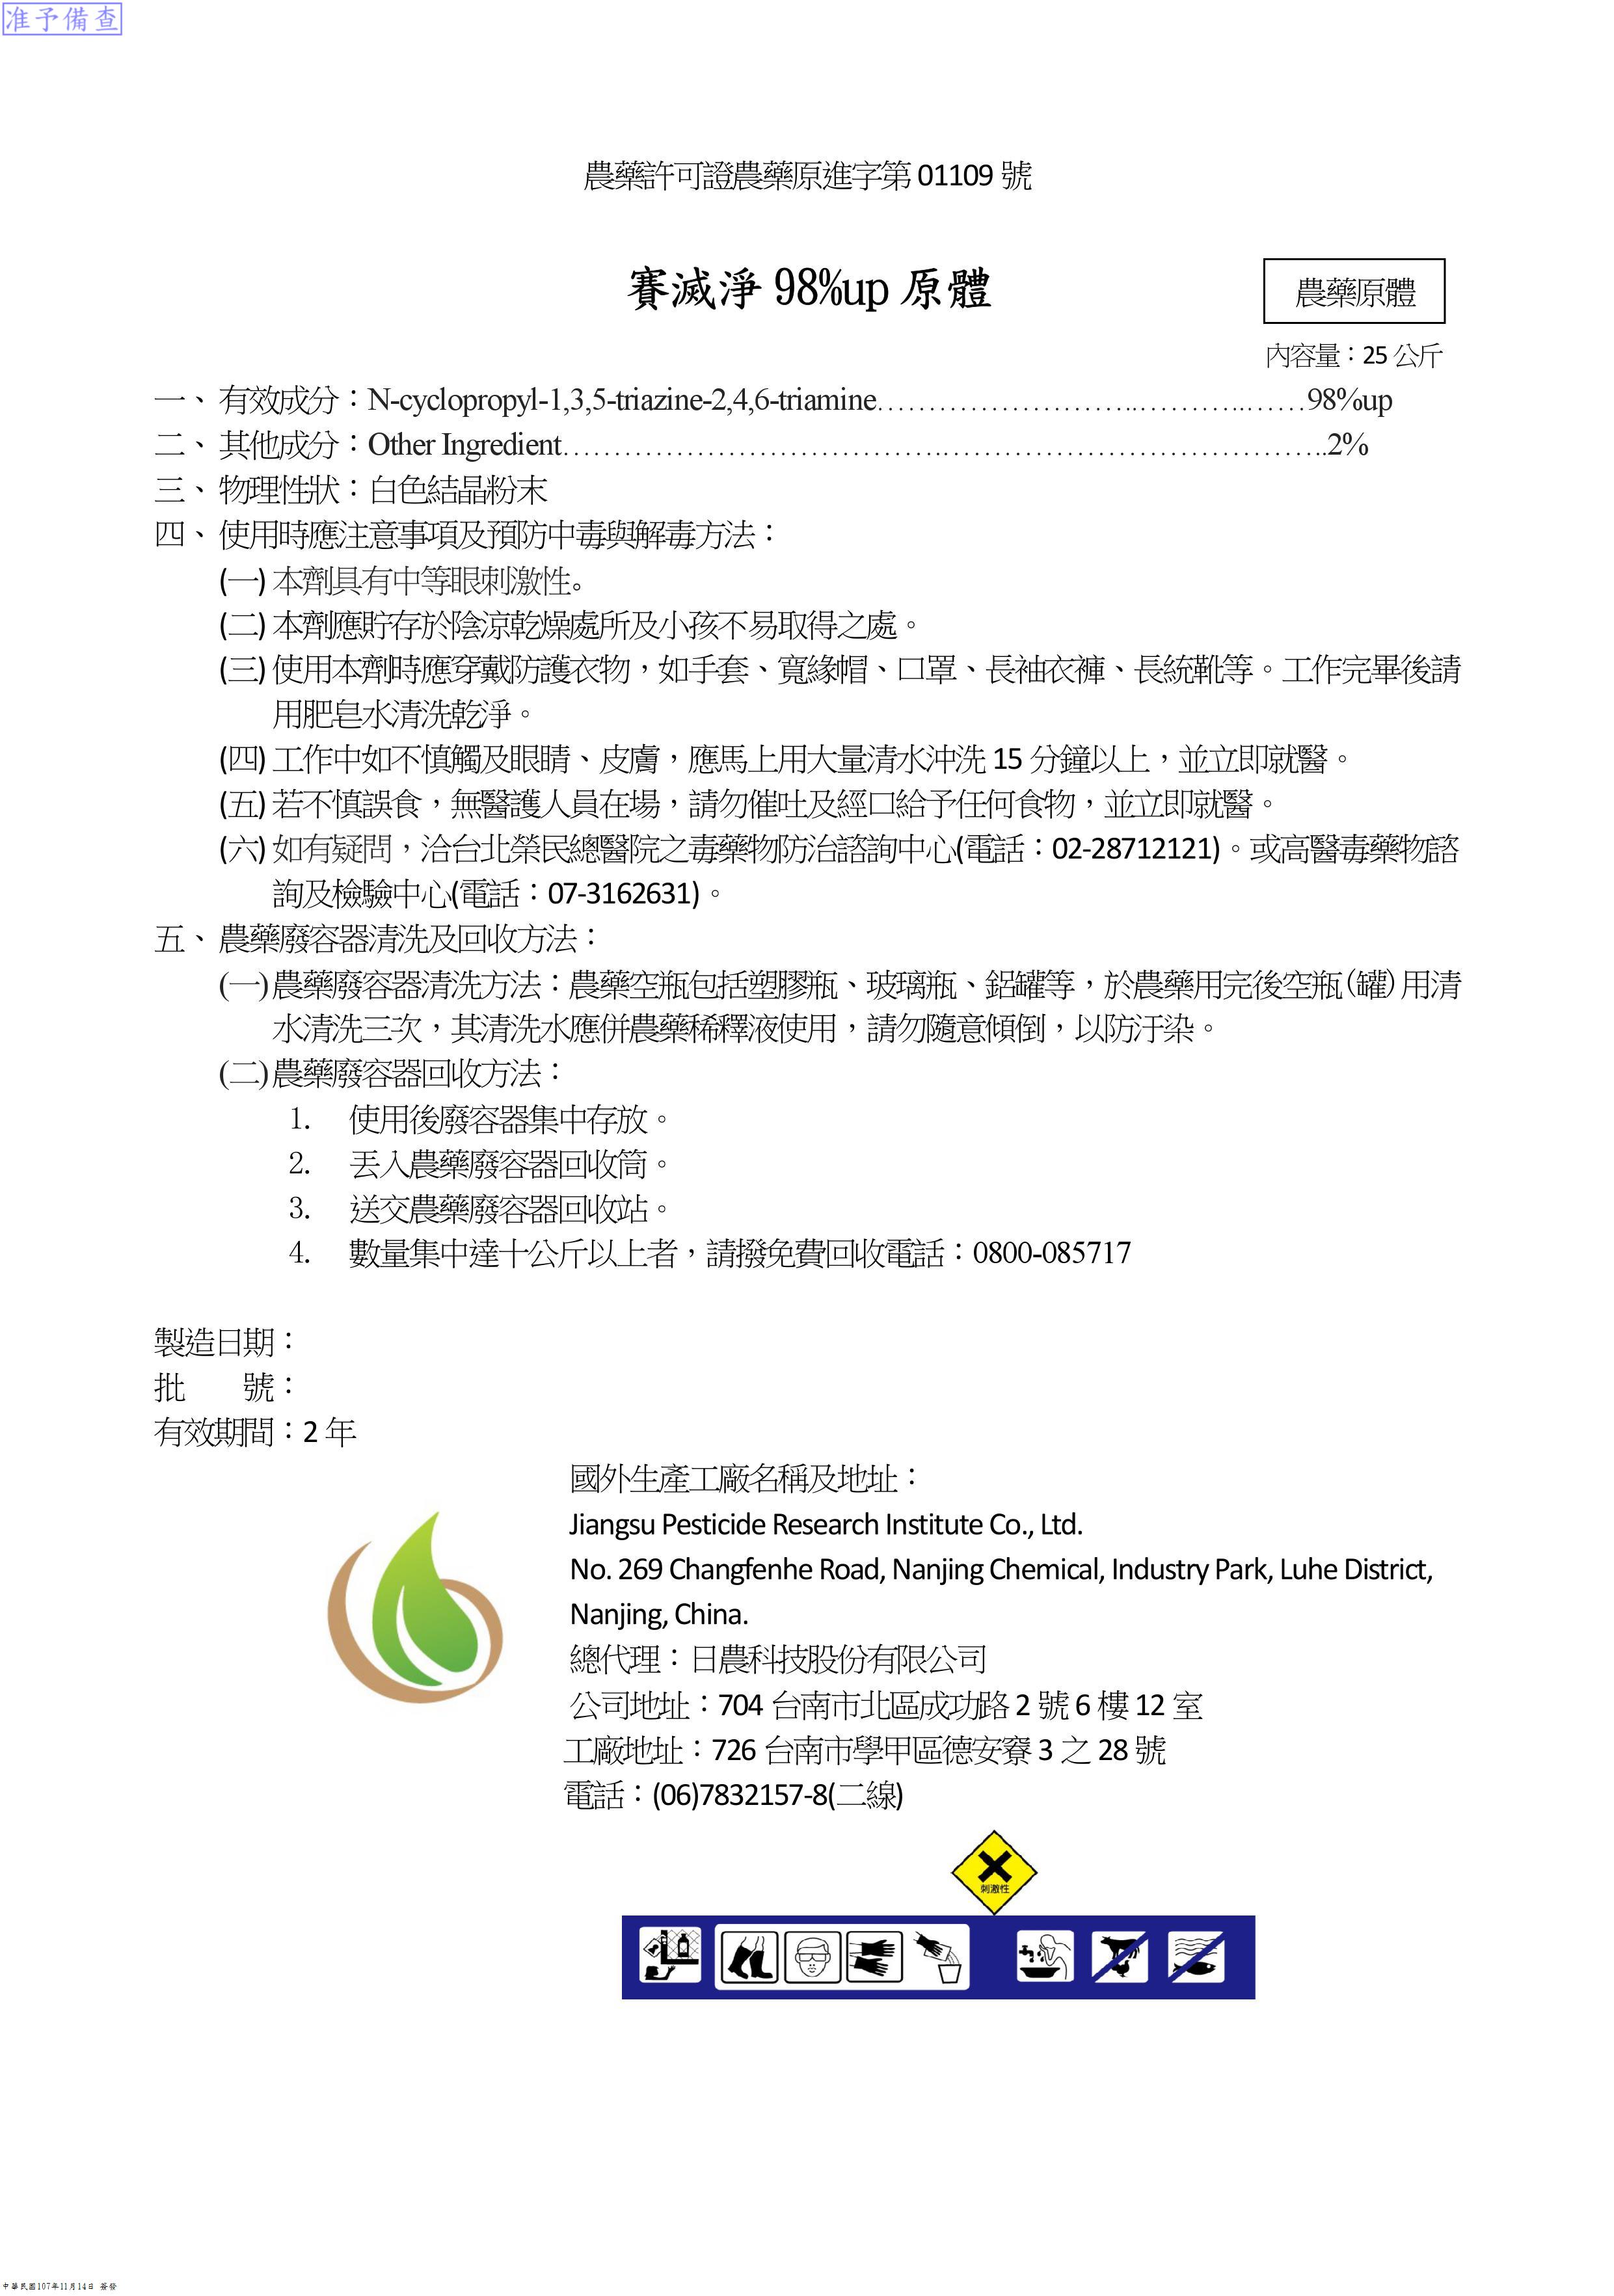 准予備查
農藥許可證農藥原進字第 01109 號
賽滅淨 98%up 原體
農藥原體
內容量：25 公斤
一、 有效成分：N-cyclopropyl-1,3,5-triazine-2,4,6-triamine……………………..………..……98%up
二、 其他成分：Other Ingredient……………………………….………………………………..2%
三、 物理性狀：白色結晶粉末
四、 使用時應注意事項及預防中毒與解毒方法：
(一) 本劑具有中等眼刺激性。
(二) 本劑應貯存於陰涼乾燥處所及小孩不易取得之處。
(三) 使用本劑時應穿戴防護衣物，如手套、寬緣帽、口罩、長袖衣褲、長統靴等。工作完畢後請
用肥皂水清洗乾淨。
(四) 工作中如不慎觸及眼睛、皮膚，應馬上用大量清水沖洗 15 分鐘以上，並立即就醫。
(五) 若不慎誤食，無醫護人員在場，請勿催吐及經口給予任何食物，並立即就醫。
(六) 如有疑問，洽台北榮民總醫院之毒藥物防治諮詢中心(電話：02-28712121)。或高醫毒藥物諮
詢及檢驗中心(電話：07-3162631)。
五、 農藥廢容器清洗及回收方法：
(一) 農藥廢容器清洗方法：農藥空瓶包括塑膠瓶、玻璃瓶、鋁罐等，於農藥用完後空瓶(罐)用清
水清洗三次，其清洗水應併農藥稀釋液使用，請勿隨意傾倒，以防汙染。
(二) 農藥廢容器回收方法：
1. 使用後廢容器集中存放。
2. 丟入農藥廢容器回收筒。
3. 送交農藥廢容器回收站。
4. 數量集中達十公斤以上者，請撥免費回收電話：0800-085717
製造日期：
批　　號：
有效期間：2 年
國外生產工廠名稱及地址：
Jiangsu Pesticide Research Institute Co., Ltd.
No. 269 Changfenhe Road, Nanjing Chemical, Industry Park, Luhe District,
Nanjing, China.
總代理：日農科技股份有限公司
公司地址：704 台南市北區成功路 2 號 6 樓 12 室
工廠地址：726 台南市學甲區德安寮 3 之 28 號
電話：(06)7832157-8(二線)
刺激性
中華民國107年11月14日 簽發